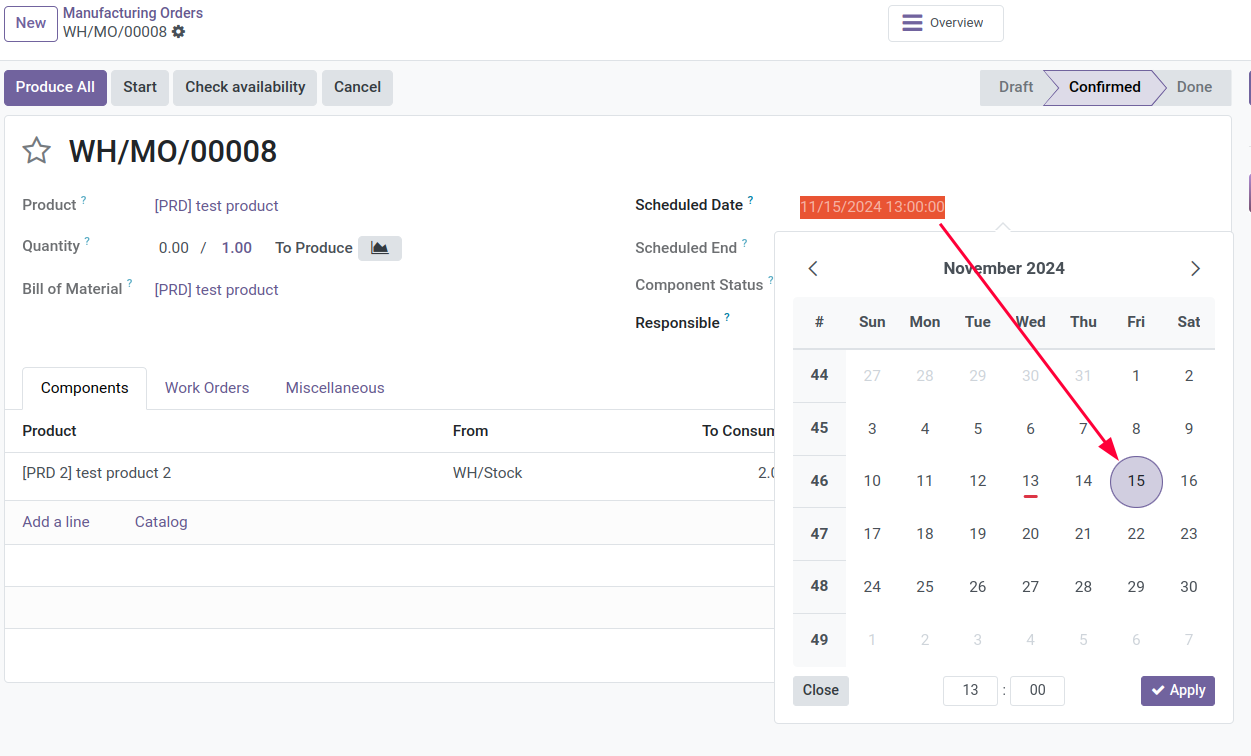 New
Manufacturing Orders
WH/MO/00008
Overview
Produce All Start Check availability Cancel
Draft Confirmed Done
WH/MO/00008
Product ? [PRD] test product
Quantity ? 0.00 / 1.00 To Produce
Bill of Material ? [PRD] test product
Scheduled Date ? 11/15/2024 13:00:00
Scheduled End ?
Component Status ?
Responsible ?
Components Work Orders Miscellaneous
Product From To Consum
[PRD 2] test product 2 WH/Stock 2.0
Add a line Catalog
November 2024
# Sun Mon Tue Wed Thu Fri Sat
44 27 28 29 30 31 1 2
45 3 4 5 6 7 8 9
46 10 11 12 13 14 15 16
47 17 18 19 20 21 22 23
48 24 25 26 27 28 29 30
49 1 2 3 4 5 6 7
Close 13 : 00 Apply